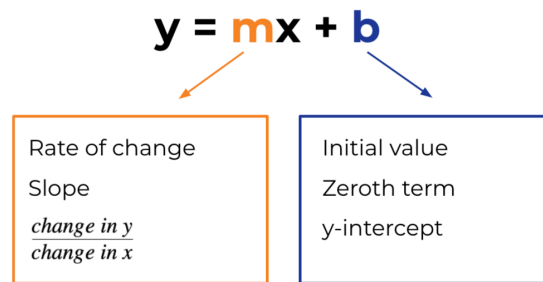 y = mx + b
Rate of change
Slope
change in y
change in x
Initial value
Zeroth term
y-intercept